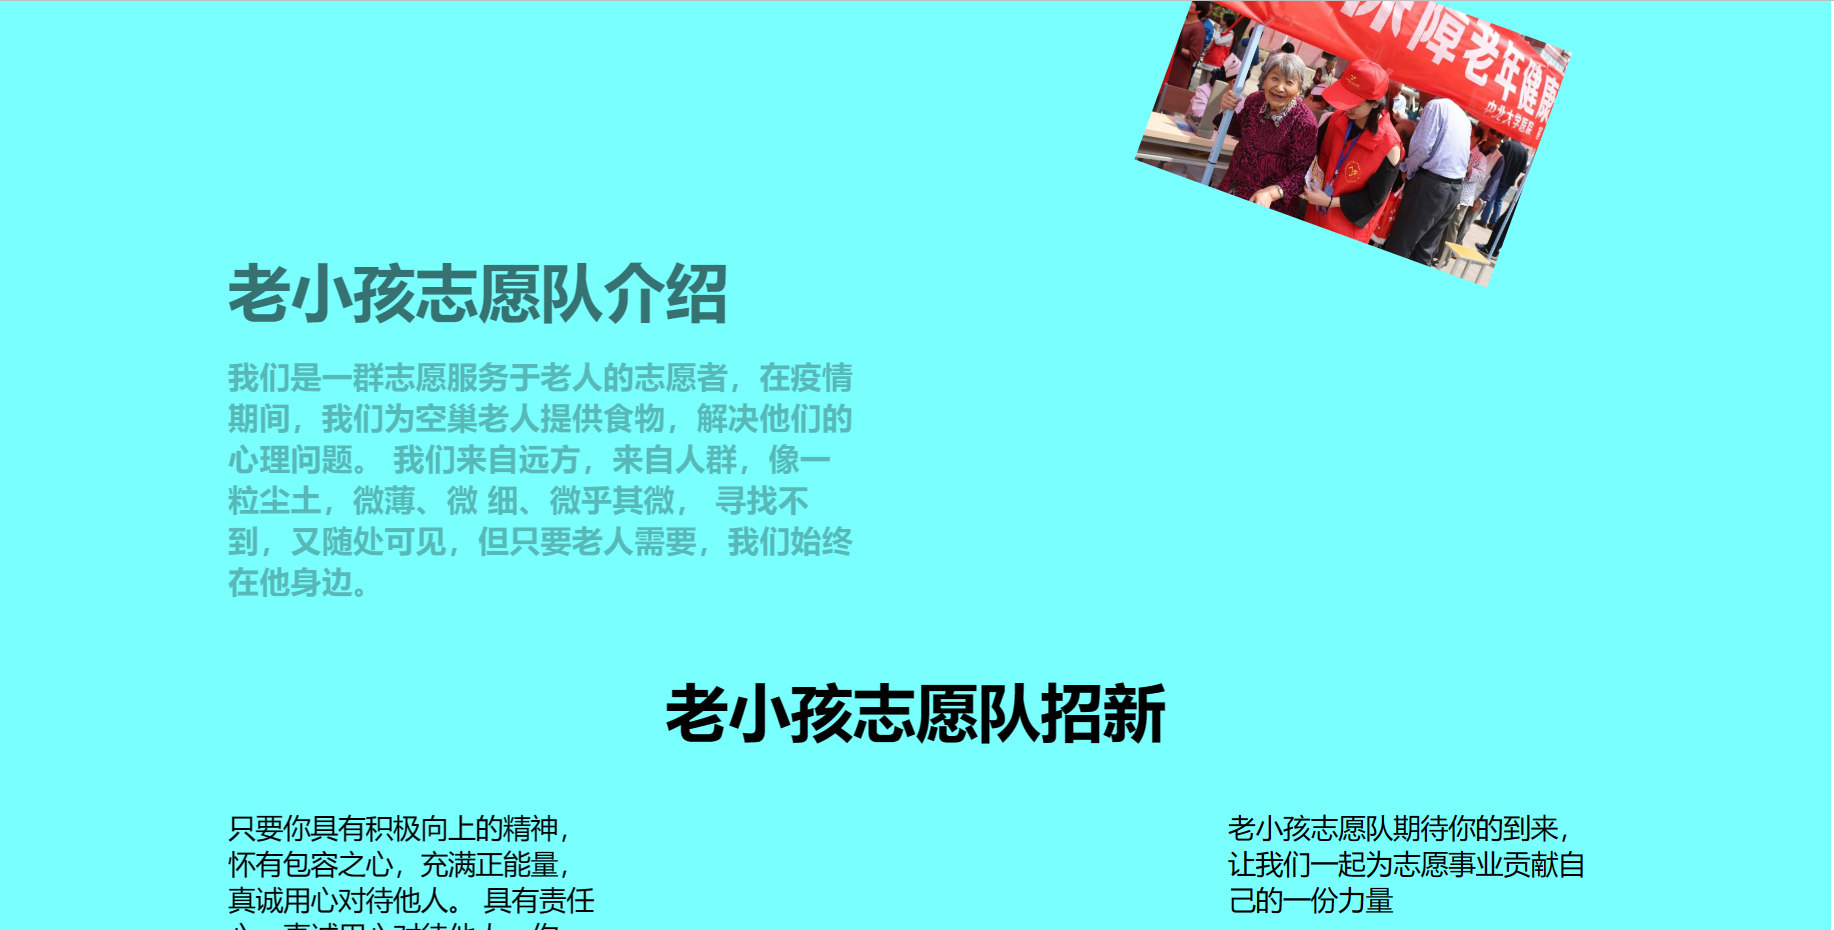 障老年健康
中北大学医院
老小孩志愿队介绍
我们是一群志愿服务于老人的志愿者，在疫情
期间，我们为空巢老人提供食物，解决他们的
心理问题。 我们来自远方，来自人群，像一
粒尘土，微薄、微 细、微乎其微， 寻找不
到，又随处可见，但只要老人需要，我们始终
在他身边。
老小孩志愿队招新
只要你具有积极向上的精神，
怀有包容之心，充满正能量，
真诚用心对待他人。 具有责任
老小孩志愿队期待你的到来，
让我们一起为志愿事业贡献自
己的一份力量